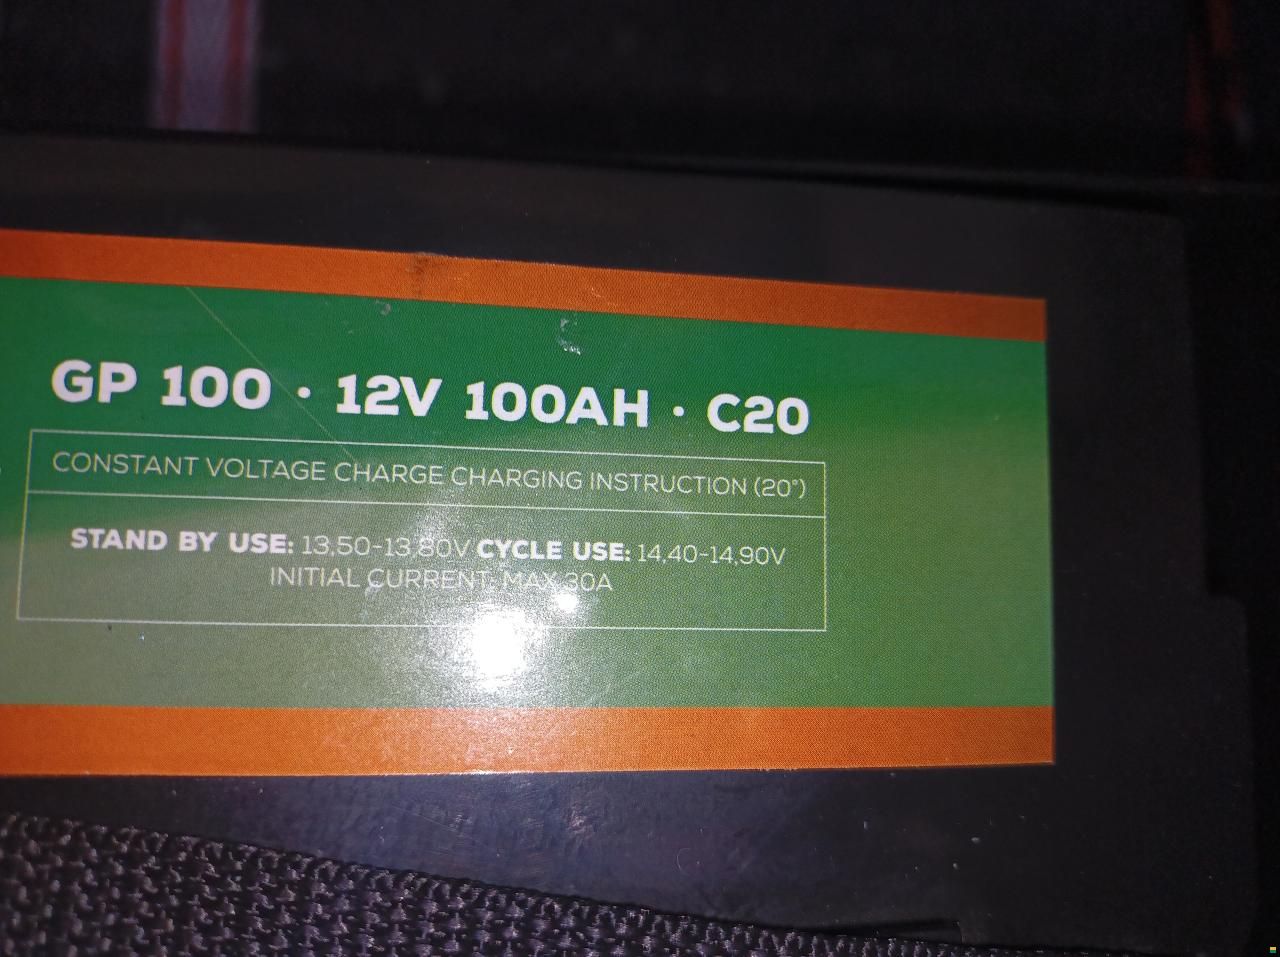 GP 100 · 12V 100AH · C20
CONSTANT VOLTAGE CHARGE CHARGING INSTRUCTION (20°)
STAND BY USE: 13,50-13,80V CYCLE USE: 14,40-14,90V
INITIAL CURRENT: MAX 30A